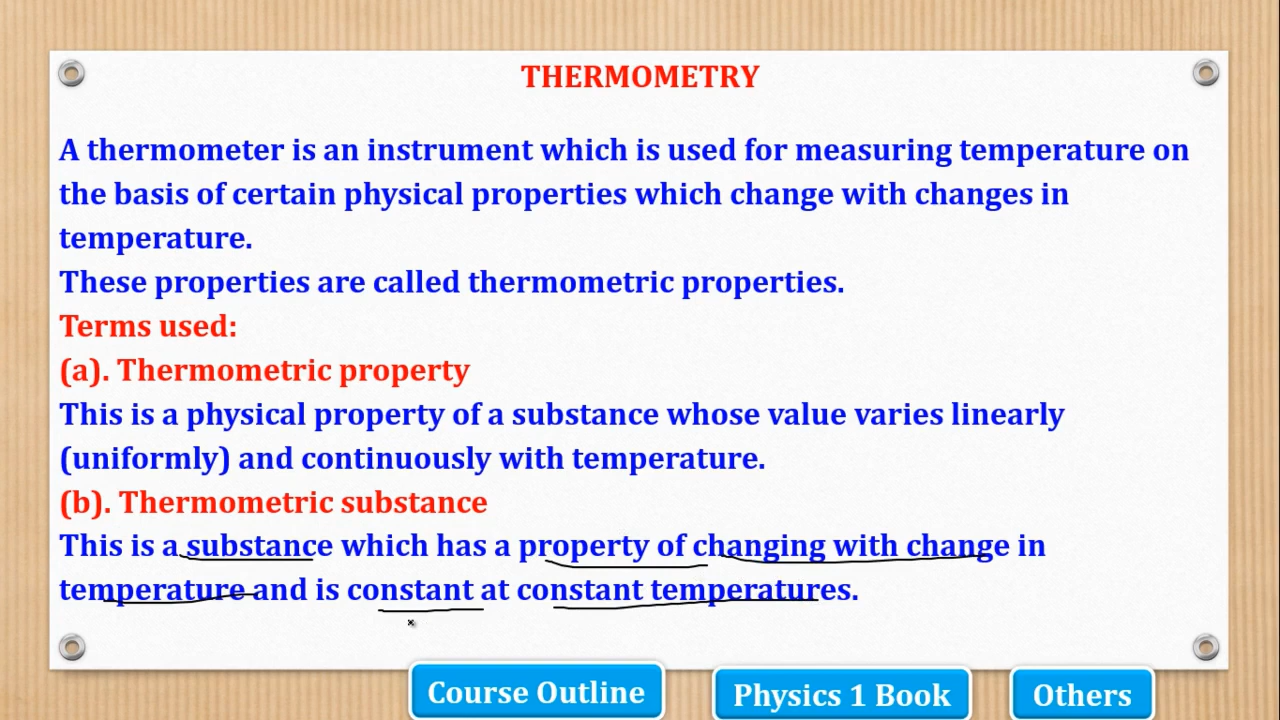 THERMOMETRY
A thermometer is an instrument which is used for measuring temperature on
the basis of certain physical properties which change with changes in
temperature.
These properties are called thermometric properties.
Terms used:
(a). Thermometric property
This is a physical property of a substance whose value varies linearly
(uniformly) and continuously with temperature.
(b). Thermometric substance
This is a substance which has a property of changing with change in
temperature and is constant at constant temperatures.
Course Outline
Physics 1 Book
Others